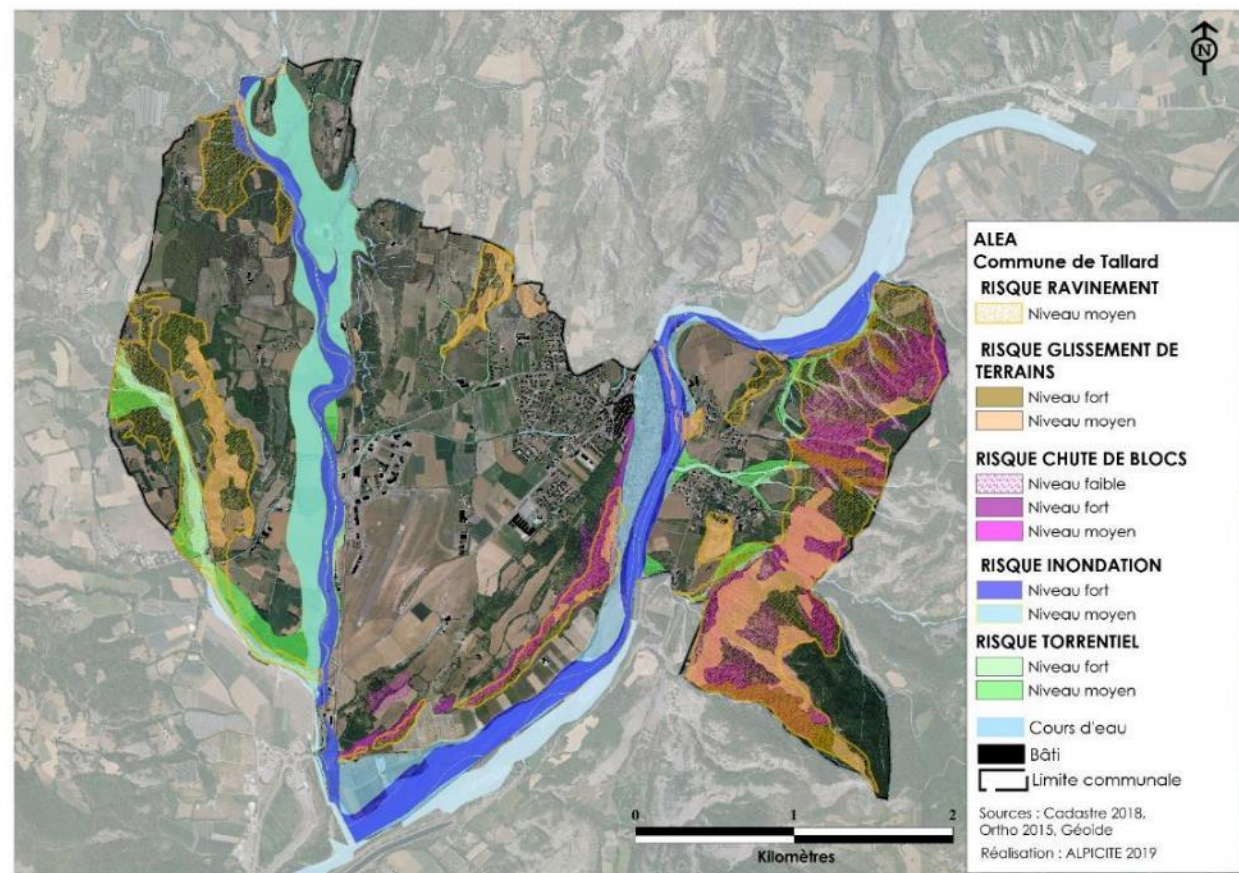 N
ALEA
Commune de Tallard
RISQUE RAVINEMENT
Niveau moyen
RISQUE GLISSEMENT DE
TERRAINS
Niveau fort
Niveau moyen
RISQUE CHUTE DE BLOCS
Niveau faible
Niveau fort
Niveau moyen
RISQUE INONDATION
Niveau fort
Niveau moyen
RISQUE TORRENTIEL
Niveau fort
Niveau moyen
Cours d'eau
Bâti
Limite communale
Sources : Cadastre 2018,
Ortho 2015, Géoide
Réalisation : ALPICITE 2019
0 1 2
Kilomètres